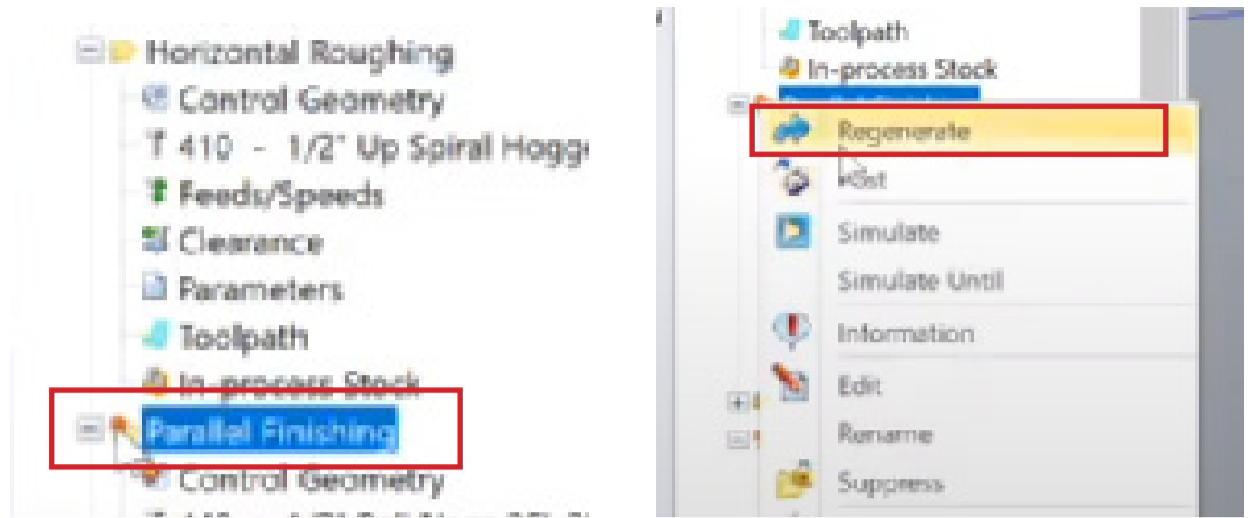 Horizontal Roughing
Control Geometry
410 - 1/2" Up Spiral Hogge
Feeds/Speeds
Clearance
Parameters
Toolpath
In-process Stock
Parallel Finishing
Control Geometry
Toolpath
In-process Stock
Regenerate
Simulate
Simulate Until
Information
Edit
Rename
Suppress